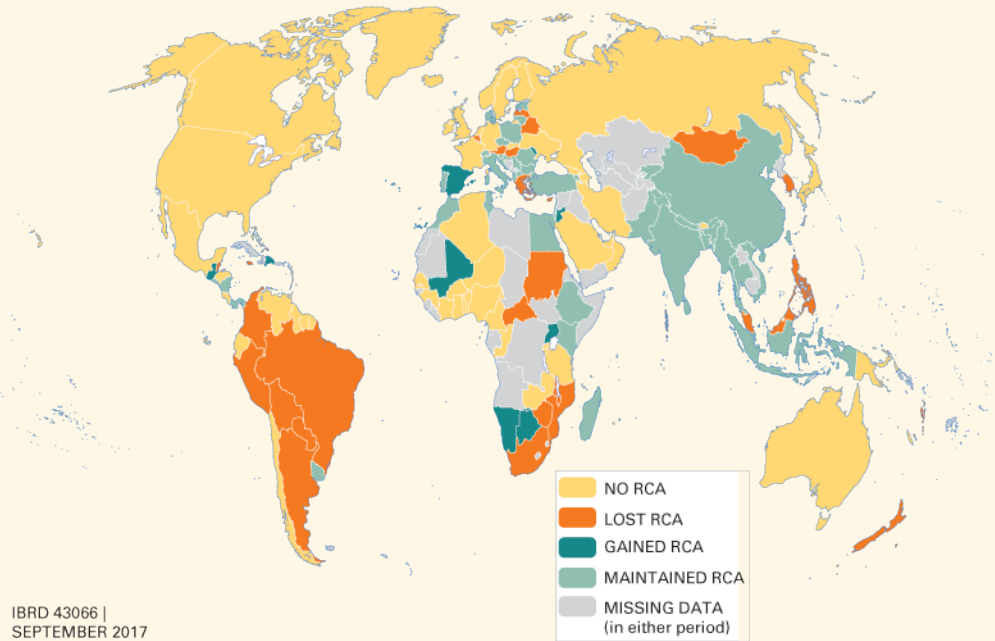 NO RCA
LOST RCA
GAINED RCA
MAINTAINED RCA
MISSING DATA
(in either period)
IBRD 43066 |
SEPTEMBER 2017